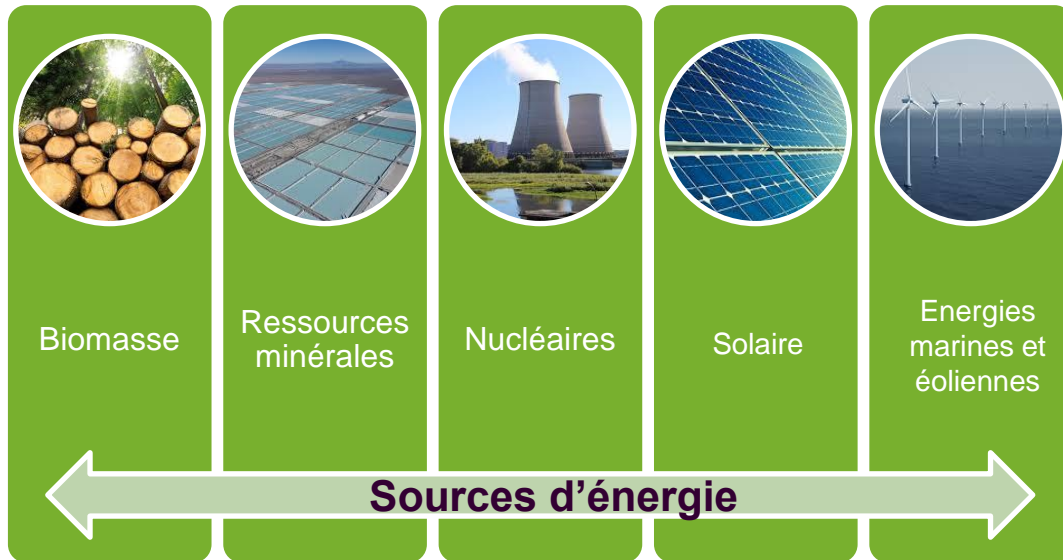 Biomasse
Ressources
minérales
Nucléaires
Solaire
Energies
marines et
éoliennes
Sources d’énergie